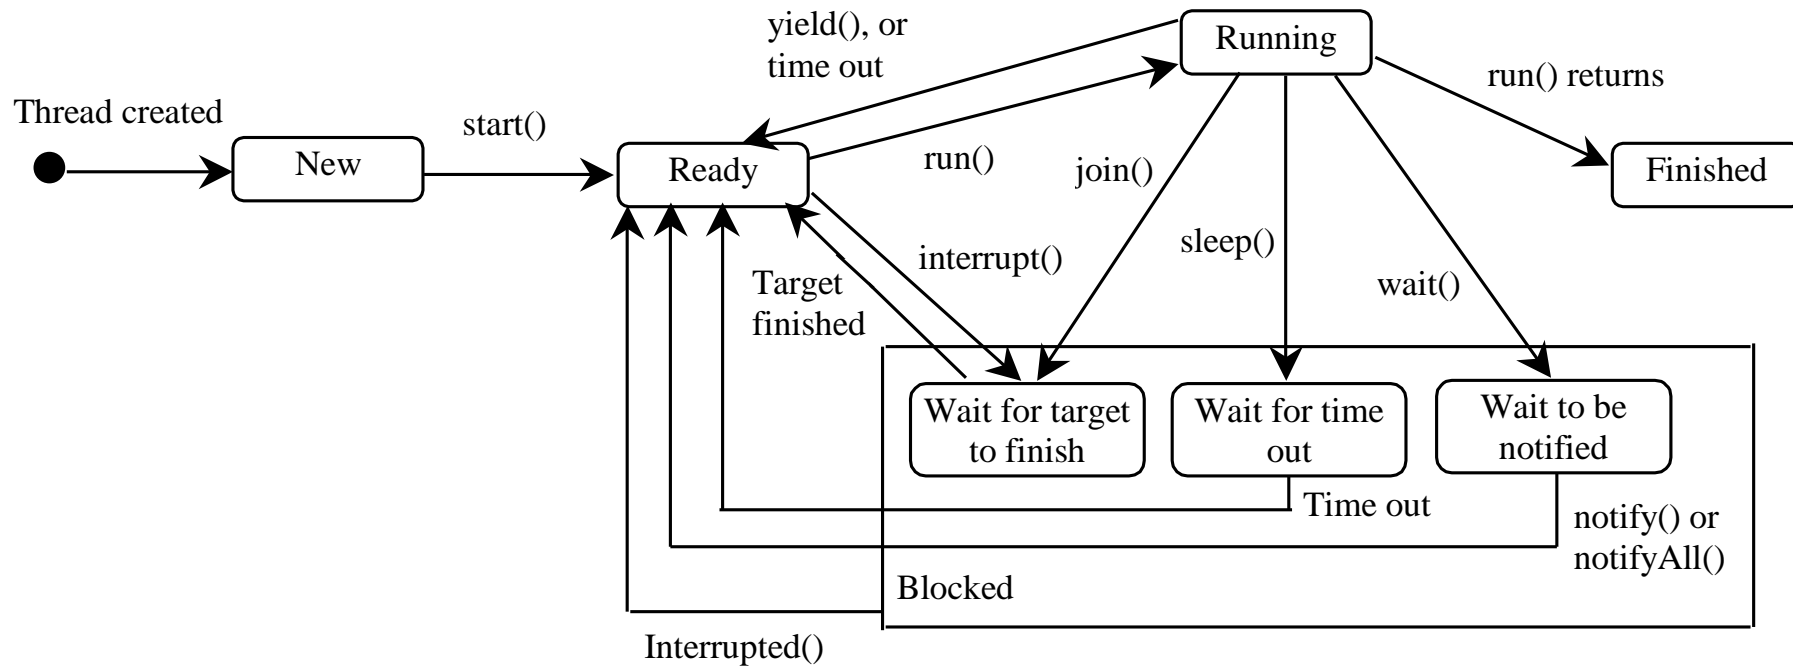 yield(), or
time out
Running
run() returns
Thread created
start()
New
Ready
run()
join()
Finished
sleep()
interrupt()
wait()
Target
finished
Wait for target
to finish
Wait for time
out
Wait to be
notified
Time out
notify() or
notifyAll()
Blocked
Interrupted()